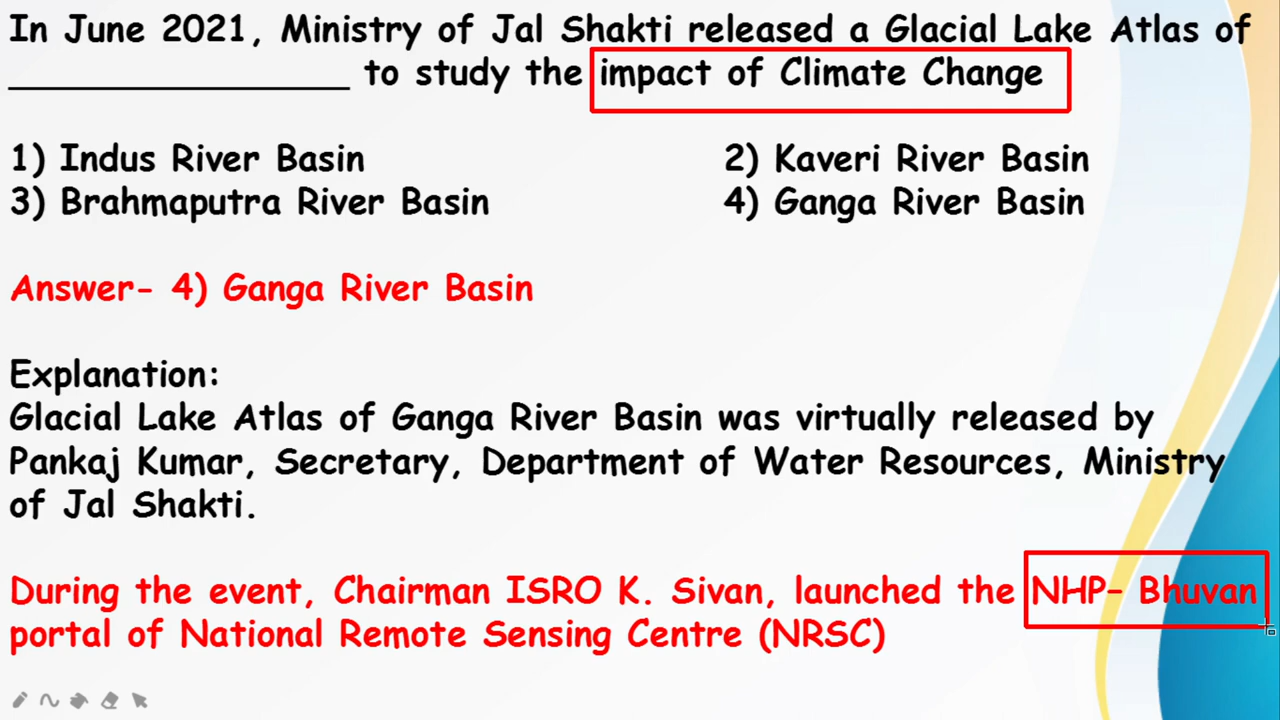 In June 2021, Ministry of Jal Shakti released a Glacial Lake Atlas of
________________ to study the impact of Climate Change
1) Indus River Basin 2) Kaveri River Basin
3) Brahmaputra River Basin 4) Ganga River Basin
Answer- 4) Ganga River Basin
Explanation:
Glacial Lake Atlas of Ganga River Basin was virtually released by
Pankaj Kumar, Secretary, Department of Water Resources, Ministry
of Jal Shakti.
During the event, Chairman ISRO K. Sivan, launched the NHP- Bhuvan
portal of National Remote Sensing Centre (NRSC)